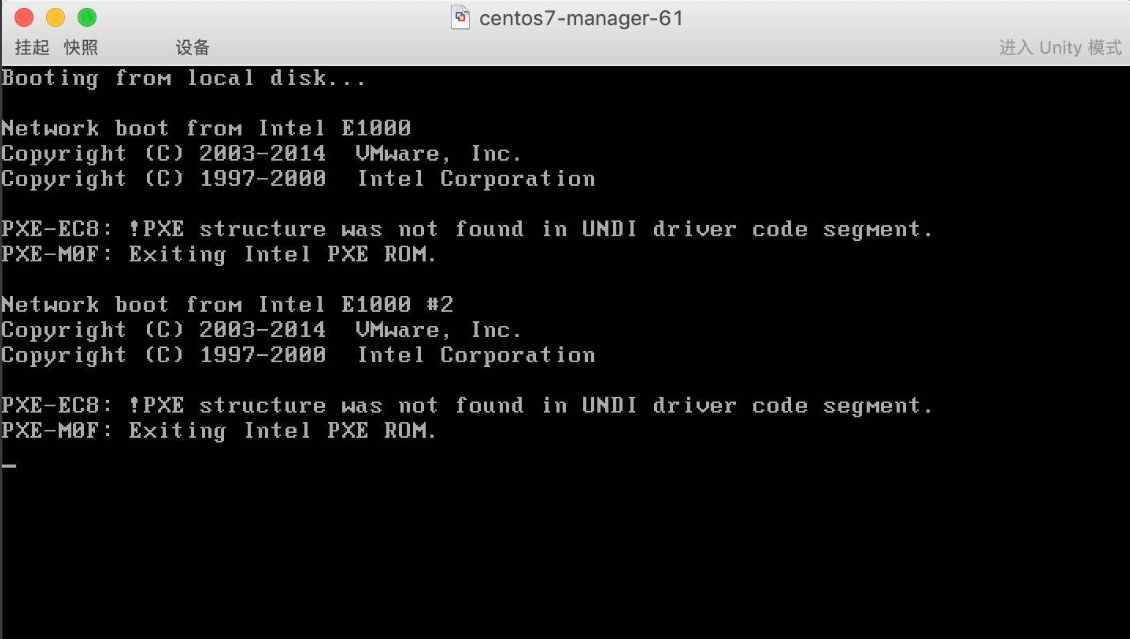 centos7-manager-61
挂起 快照 设备 进入 Unity 模式
Booting from local disk...
Network boot from Intel E1000
Copyright (C) 2003-2014 VMware, Inc.
Copyright (C) 1997-2000 Intel Corporation
PXE-EC8: !PXE structure was not found in UNDI driver code segment.
PXE-M0F: Exiting Intel PXE ROM.
Network boot from Intel E1000 #2
Copyright (C) 2003-2014 VMware, Inc.
Copyright (C) 1997-2000 Intel Corporation
PXE-EC8: !PXE structure was not found in UNDI driver code segment.
PXE-M0F: Exiting Intel PXE ROM.